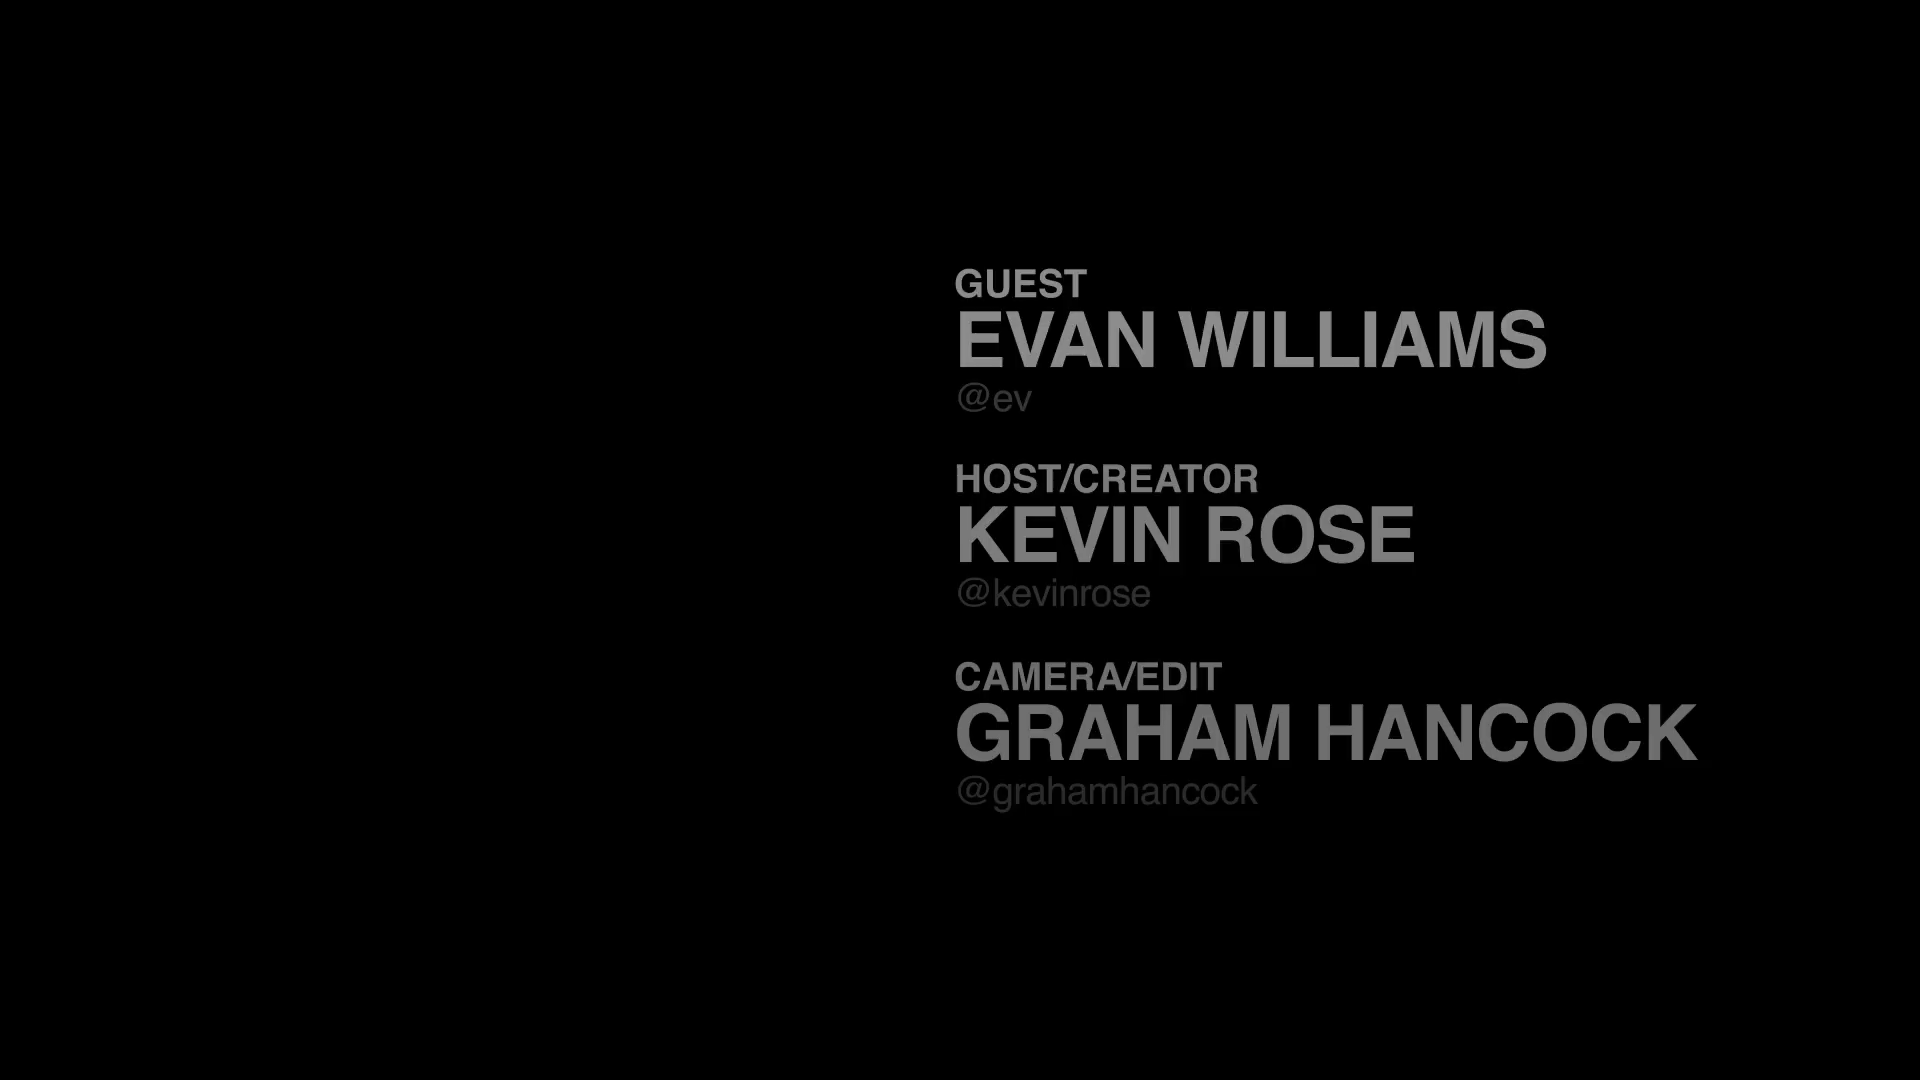 GUEST
EVAN WILLIAMS
@ev
HOST/CREATOR
KEVIN ROSE
@kevinrose
CAMERA/EDIT
GRAHAM HANCOCK
@grahamhancock